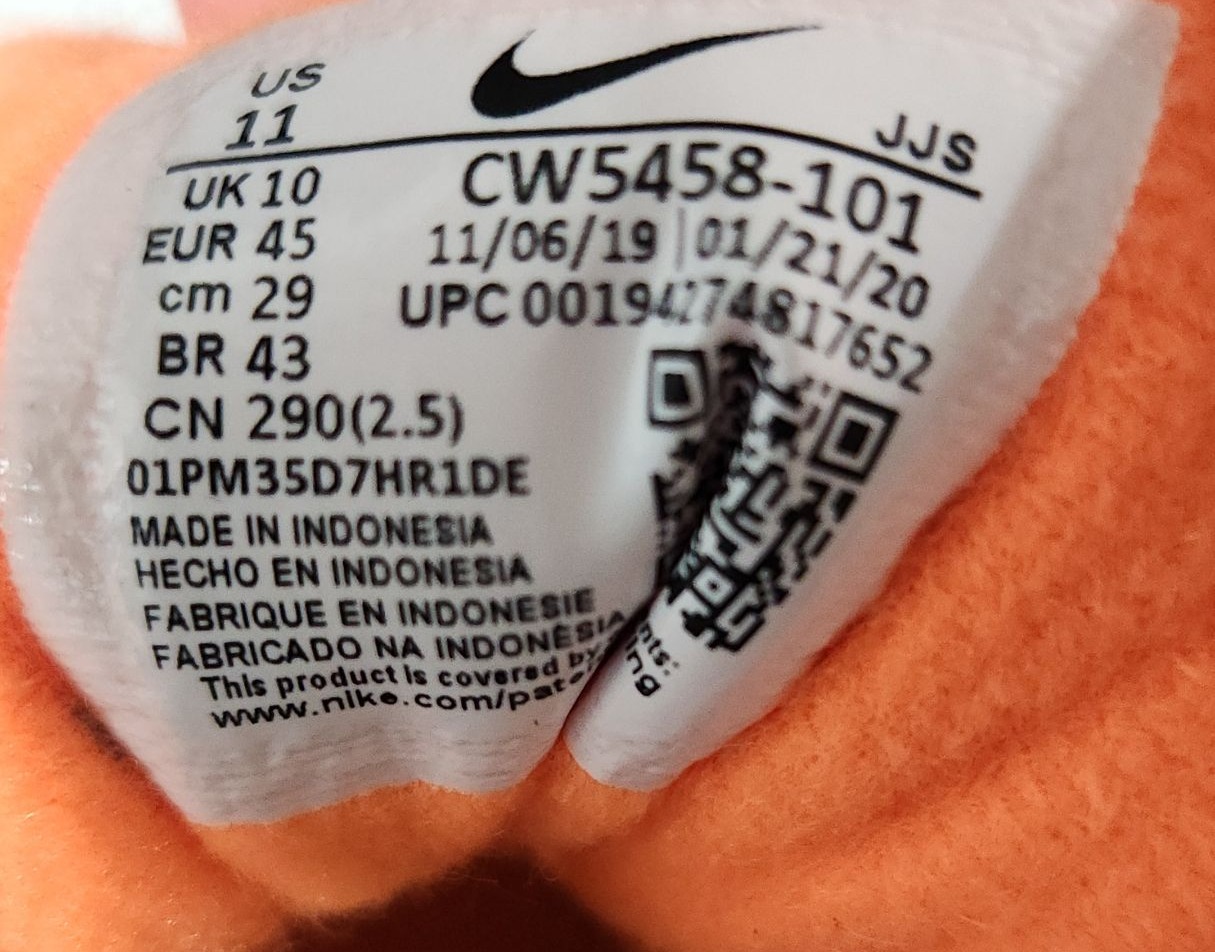 US
11
JJS
UK 10
CW5458-101
EUR 45
11/06/19 | 01/21/20
cm 29
UPC 00194274817652
BR 43
CN 290(2.5)
01PM35D7HR1DE
MADE IN INDONESIA
HECHO EN INDONESIA
FABRIQUE EN INDONESIE
FABRICADO NA INDONÉSIA
This product is covered by
www.nike.com/pate